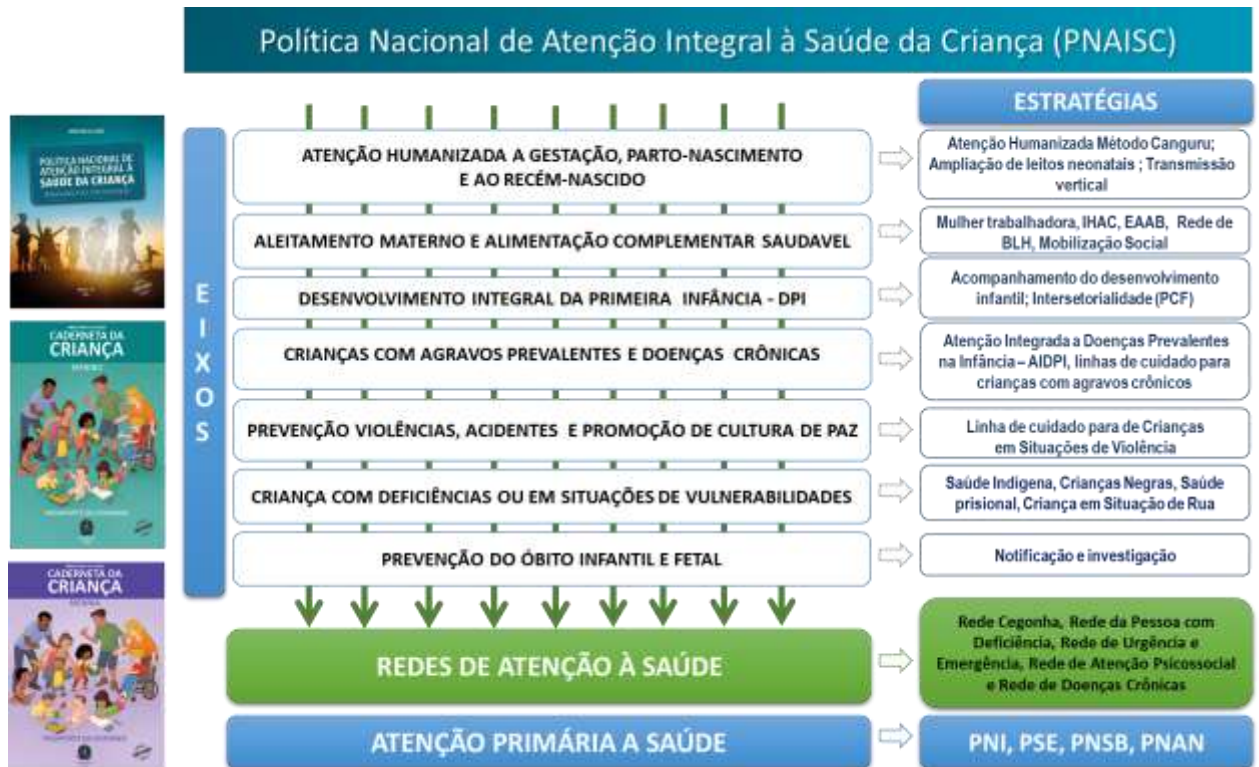 Política Nacional de Atenção Integral à Saúde da Criança (PNAISC)
ESTRATÉGIAS
EIXOS
ATENÇÃO HUMANIZADA A GESTAÇÃO, PARTO-NASCIMENTO
E AO RECÉM-NASCIDO
Atenção Humanizada Método Canguru;
Ampliação de leitos neonatais ; Transmissão
vertical
ALEITAMENTO MATERNO E ALIMENTAÇÃO COMPLEMENTAR SAUDAVEL
Mulher trabalhadora, IHAC, EAAB, Rede de
BLH, Mobilização Social
DESENVOLVIMENTO INTEGRAL DA PRIMEIRA INFÂNCIA - DPI
Acompanhamento do desenvolvimento
infantil; Intersetorialidade (PCF)
CRIANÇAS COM AGRAVOS PREVALENTES E DOENÇAS CRÔNICAS
Atenção Integrada a Doenças Prevalentes
na Infância – AIDPI, linhas de cuidado para
crianças com agravos crônicos
PREVENÇÃO VIOLÊNCIAS, ACIDENTES E PROMOÇÃO DE CULTURA DE PAZ
Linha de cuidado para de Crianças
em Situações de Violência
CRIANÇA COM DEFICIÊNCIAS OU EM SITUAÇÕES DE VULNERABILIDADES
Saúde Indígena, Crianças Negras, Saúde
prisional, Criança em Situação de Rua
PREVENÇÃO DO ÓBITO INFANTIL E FETAL
Notificação e investigação
REDES DE ATENÇÃO À SAÚDE
Rede Cegonha, Rede da Pessoa com
Deficiência, Rede de Urgência e
Emergência, Rede de Atenção Psicossocial
e Rede de Doenças Crônicas
ATENÇÃO PRIMÁRIA A SAÚDE
PNI, PSE, PNSB, PNAN
POLÍTICA NACIONAL DE
ATENÇÃO INTEGRAL À
SAÚDE DA CRIANÇA
CADERNETA DA
CRIANÇA
CADERNETA DA
CRIANÇA